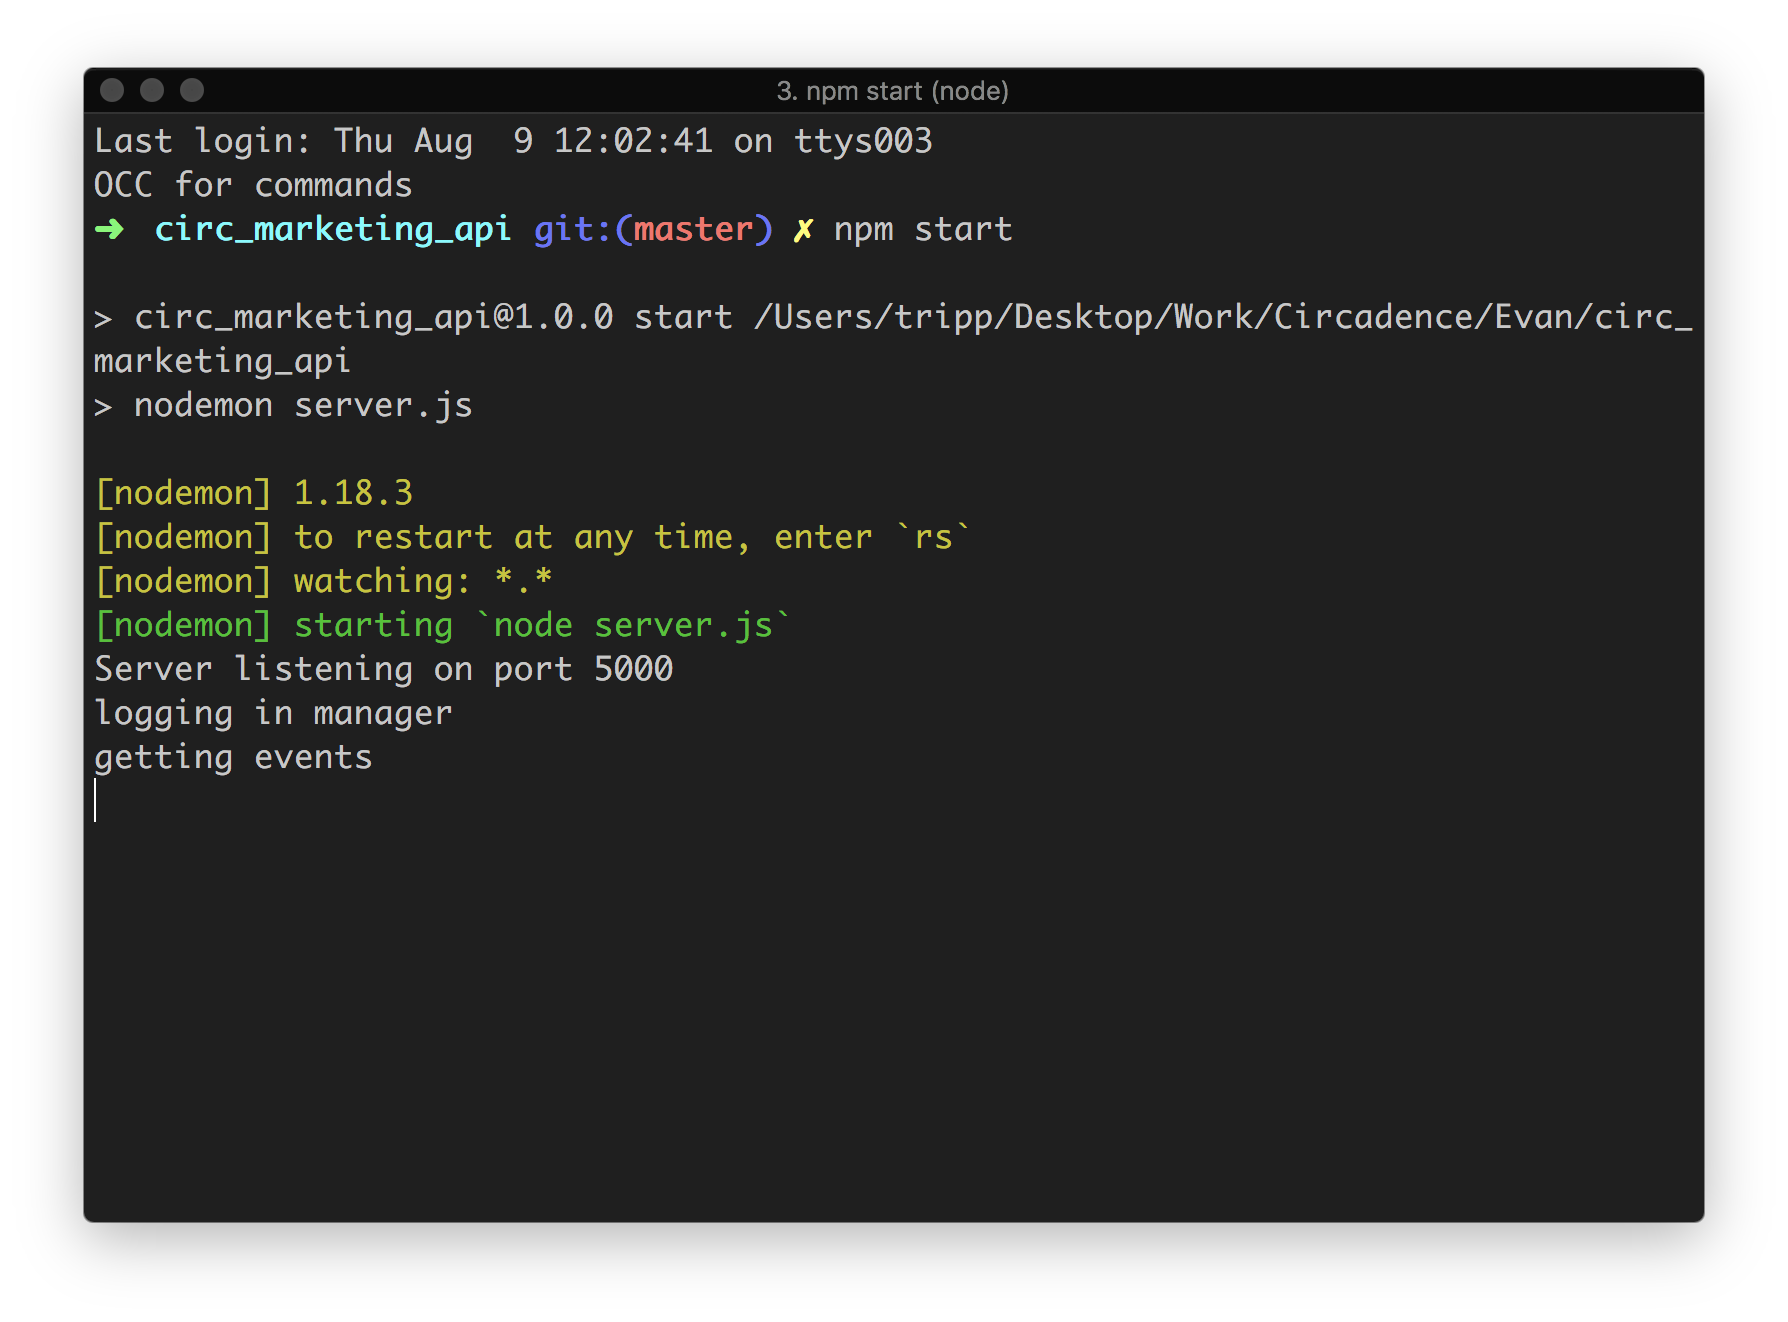 3. npm start (node)
Last login: Thu Aug  9 12:02:41 on ttys003
OCC for commands
➜  circ_marketing_api git:(master) ✗ npm start
> circ_marketing_api@1.0.0 start /Users/tripp/Desktop/Work/Circadence/Evan/circ_
marketing_api
> nodemon server.js
[nodemon] 1.18.3
[nodemon] to restart at any time, enter `rs`
[nodemon] watching: *.*
[nodemon] starting `node server.js`
Server listening on port 5000
logging in manager
getting events